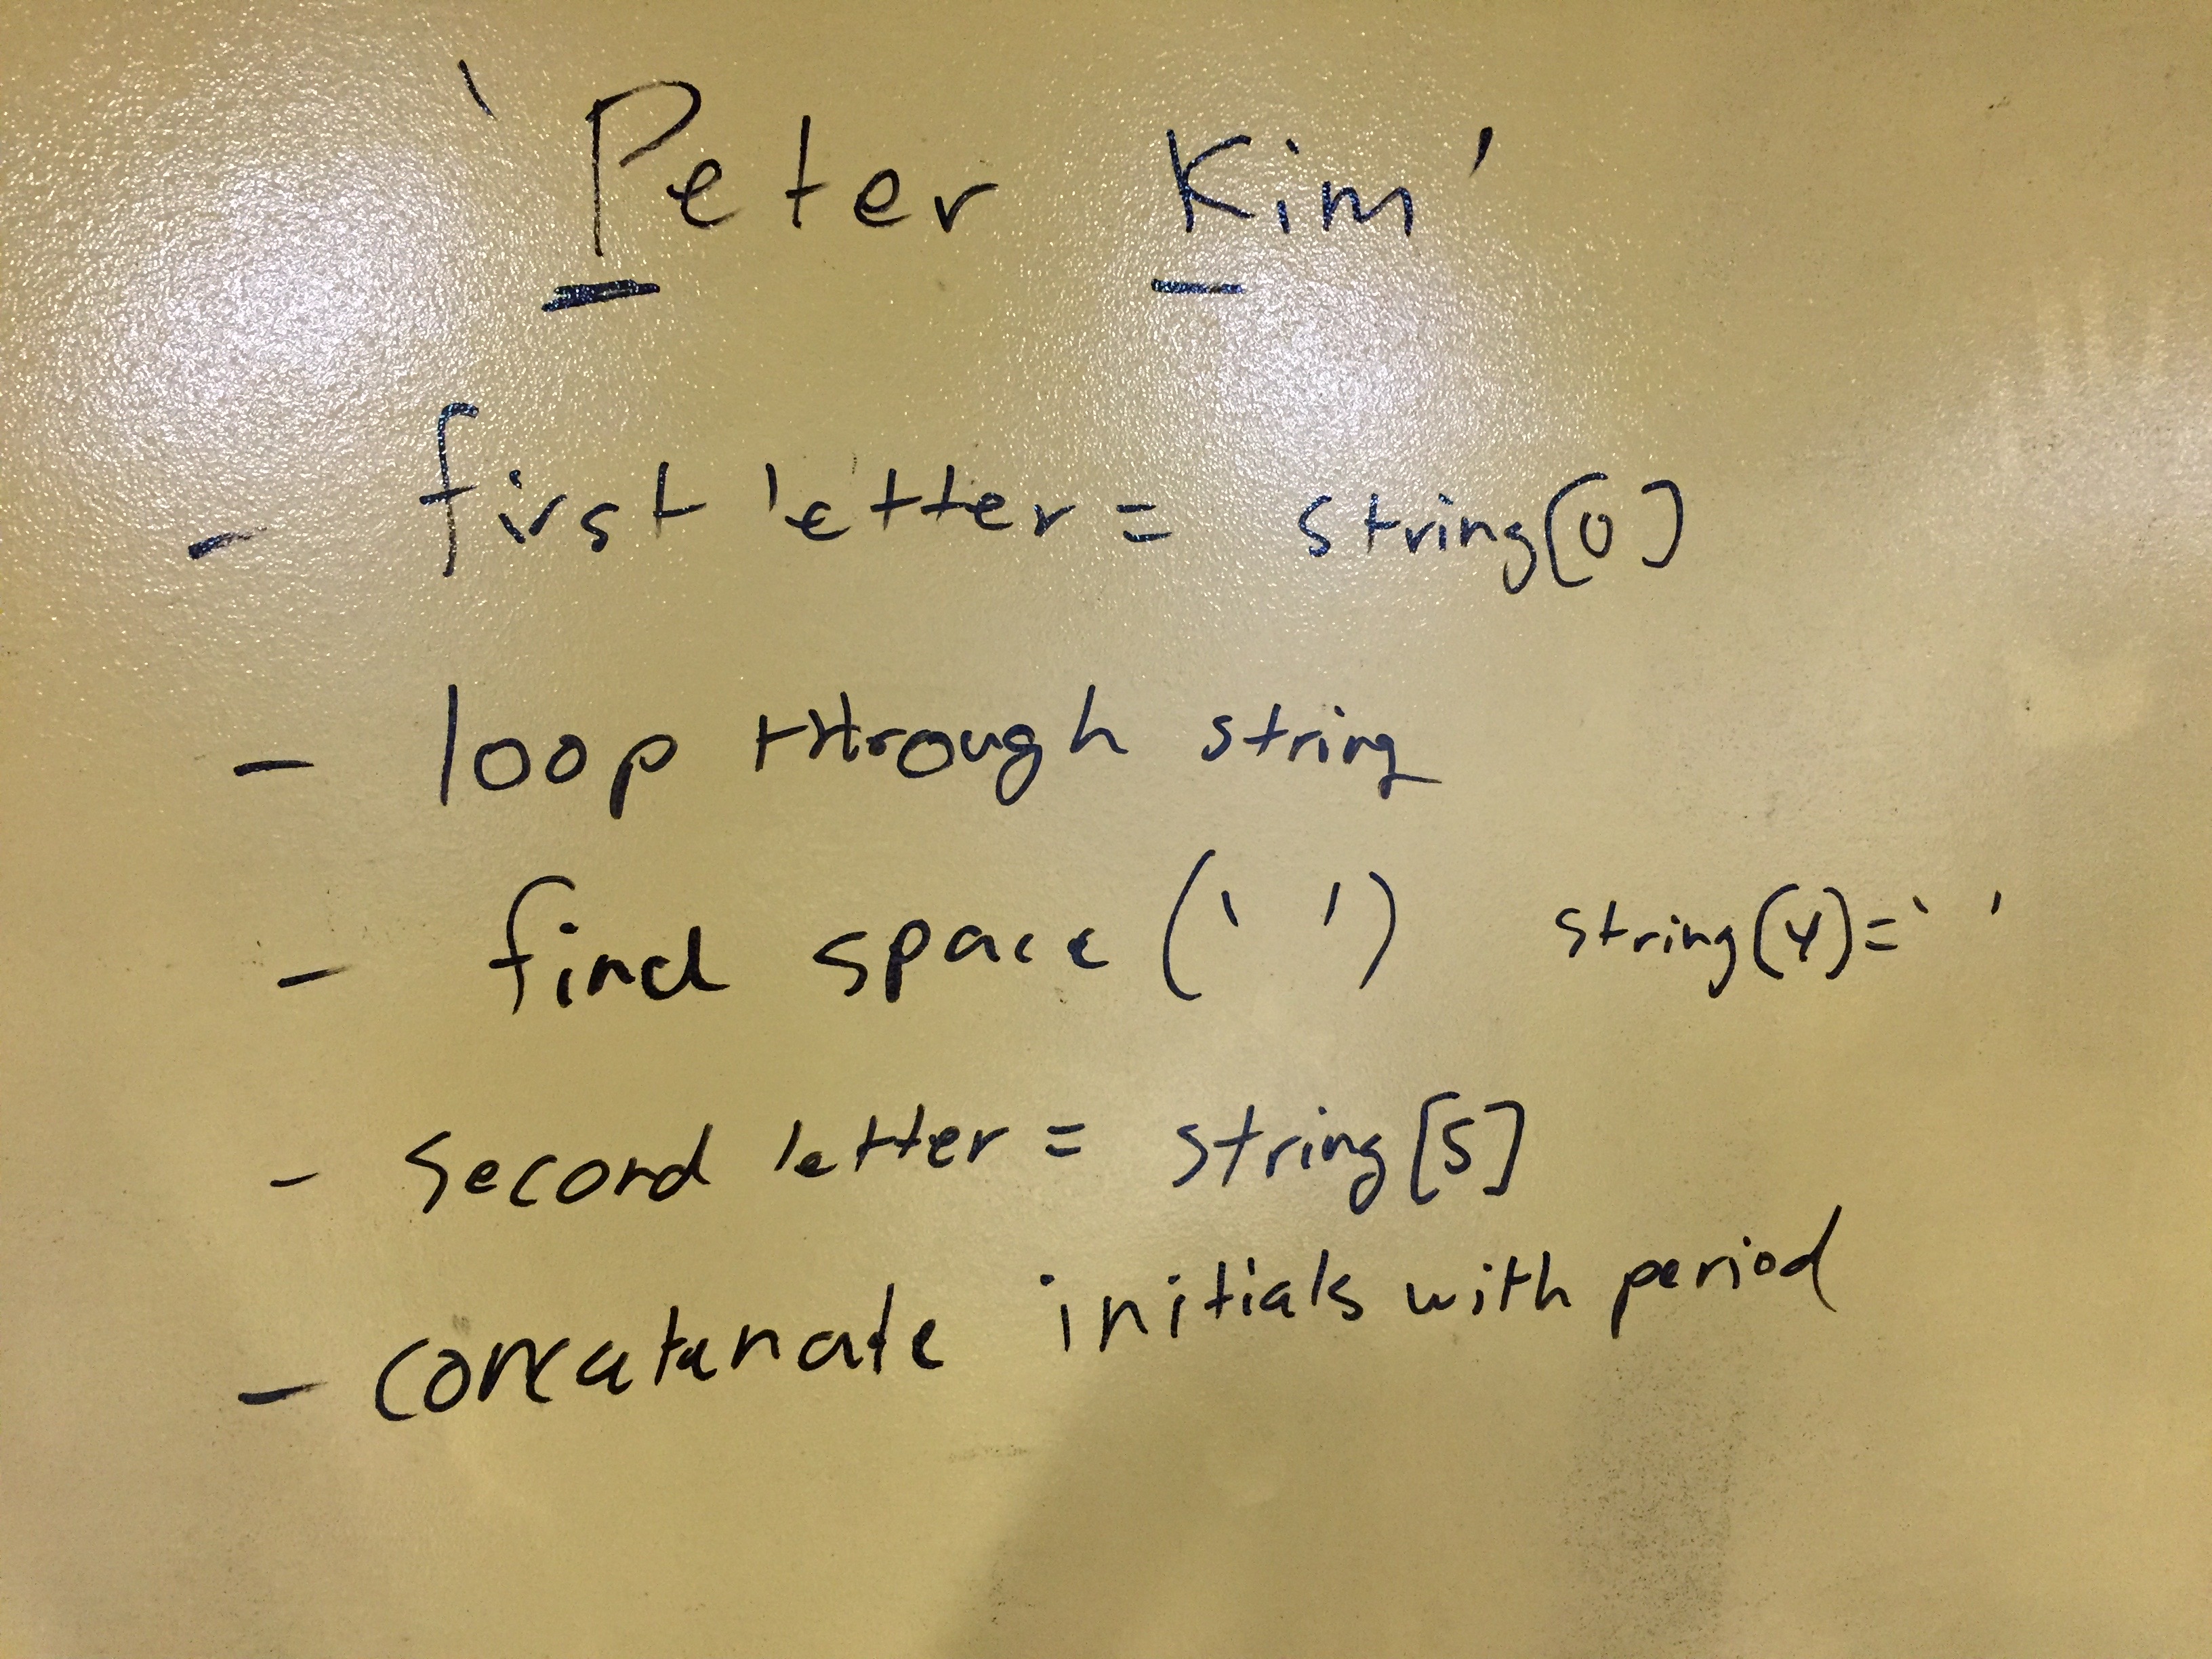 'Peter Kim'
- first letter = string[0]
- loop through string
- find space (' ') string(4)=' '
- second letter = string[5]
- concatenate initials with period